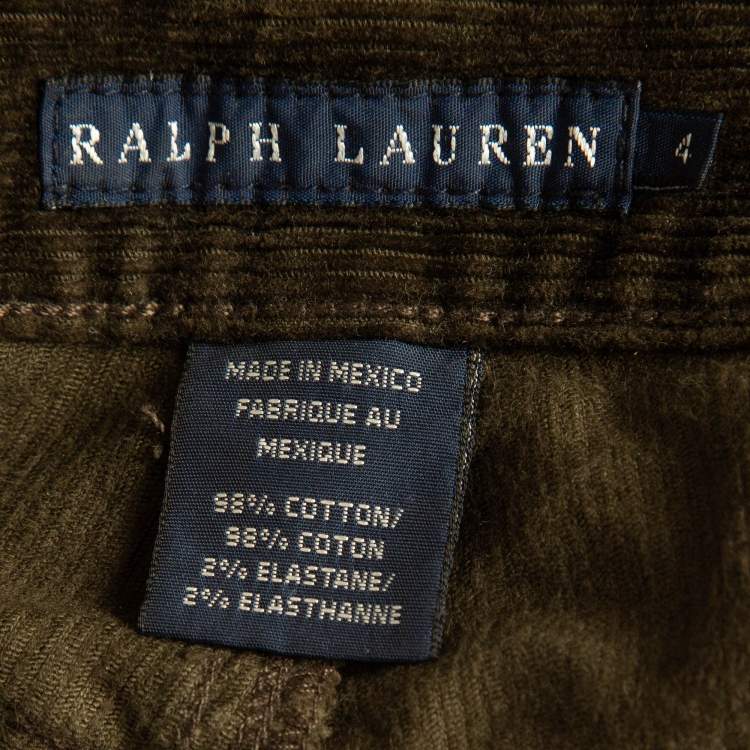 RALPH LAUREN 4
MADE IN MEXICO
FABRIQUE AU
MEXIQUE
98% COTTON/
98% COTON
2% ELASTANE/
2% ELASTHANNE